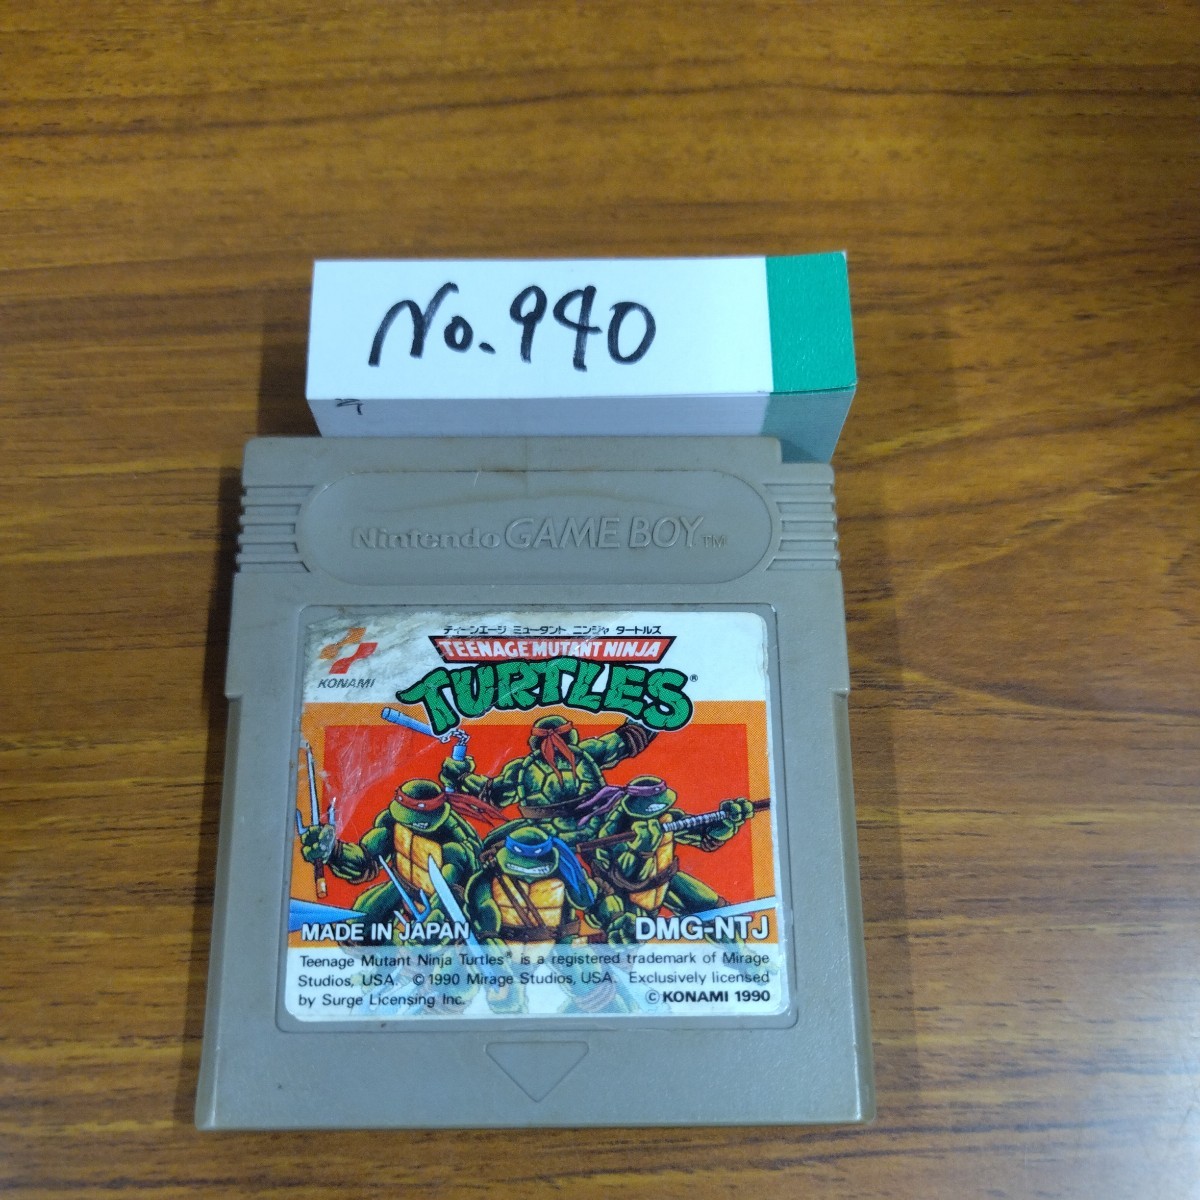 No.940
Nintendo GAME BOY TM
ティーンエージ ミュータント ニンジャ タートルズ
TEENAGE MUTANT NINJA
TURTLES®
KONAMI
MADE IN JAPAN
DMG-NTJ
Teenage Mutant Ninja Turtles® is a registered trademark of Mirage
Studios, USA. ©1990 Mirage Studios, USA. Exclusively licensed
by Surge Licensing Inc.
©KONAMI 1990